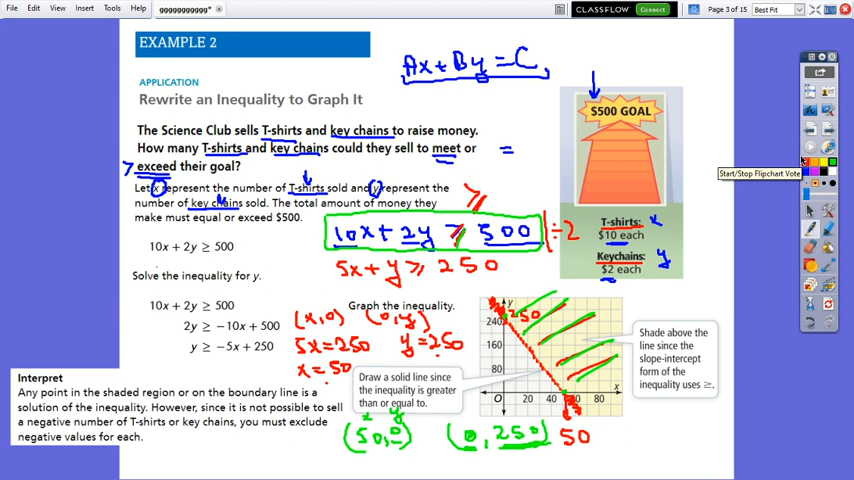 File Edit View Insert Tools Help
ggggggggggg*
CLASSFLOW Connect
Page 3 of 15
Best Fit
EXAMPLE 2
Ax + By = C,
APPLICATION
Rewrite an Inequality to Graph It
$500 GOAL
The Science Club sells T-shirts and key chains to raise money.
How many T-shirts and key chains could they sell to meet or
exceed their goal?
>
=
Let x represent the number of T-shirts sold and y represent the
number of key chains sold. The total amount of money they
make must equal or exceed $500.
≥
10x + 2y ≥ 500 ÷ 2
5x + y ≥ 250
T-shirts: x
$10 each
Keychains: y
$2 each
Start/Stop Flipchart Vote
10x + 2y ≥ 500
Solve the inequality for y.
10x + 2y ≥ 500
2y ≥ −10x + 500
y ≥ −5x + 250
Graph the inequality.
(x,0) (0,y)
5x = 250 y = 250
x = 50
y
250
240
160
80
O 20 40 60 80 x
50
Draw a solid line since
the inequality is greater
than or equal to.
Shade above the
line since the
slope-intercept
form of the
inequality uses ≥.
x y
(50,0) (0,250)
Interpret
Any point in the shaded region or on the boundary line is a
solution of the inequality. However, since it is not possible to sell
a negative number of T-shirts or key chains, you must exclude
negative values for each.